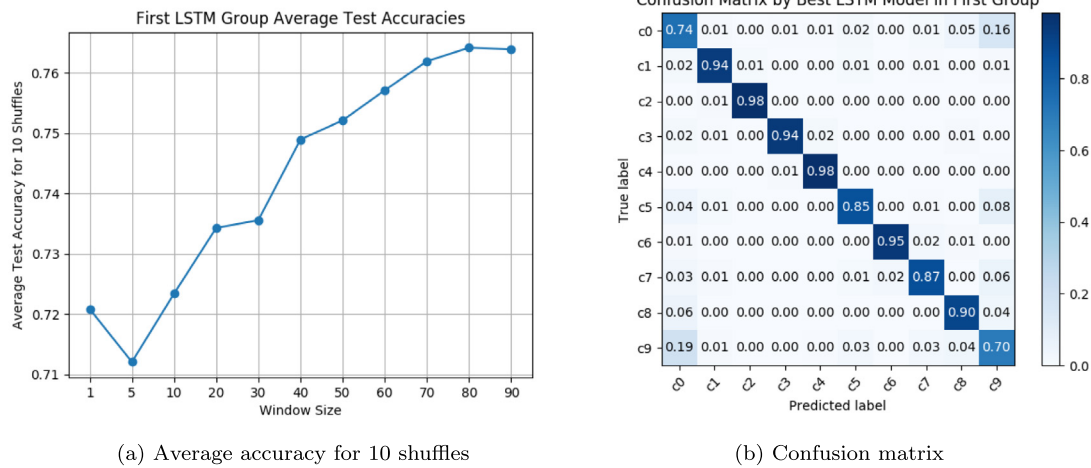 First LSTM Group Average Test Accuracies
Average Test Accuracy for 10 Shuffles
0.76
0.75
0.74
0.73
0.72
0.71
1 5 10 20 30 40 50 60 70 80 90
Window Size
(a) Average accuracy for 10 shuffles
Confusion Matrix by Best LSTM Model in First Group
True label
c0 0.74 0.01 0.00 0.01 0.01 0.02 0.00 0.01 0.05 0.16
c1 0.02 0.94 0.01 0.00 0.00 0.01 0.00 0.01 0.00 0.01
c2 0.00 0.01 0.98 0.00 0.00 0.00 0.00 0.00 0.00 0.00
c3 0.02 0.01 0.00 0.94 0.02 0.00 0.00 0.00 0.01 0.00
c4 0.00 0.00 0.00 0.01 0.98 0.00 0.00 0.00 0.00 0.00
c5 0.04 0.01 0.00 0.00 0.00 0.85 0.00 0.00 0.01 0.08
c6 0.01 0.00 0.00 0.00 0.00 0.00 0.95 0.02 0.01 0.00
c7 0.03 0.01 0.00 0.00 0.00 0.01 0.02 0.87 0.00 0.06
c8 0.06 0.00 0.00 0.00 0.00 0.00 0.00 0.00 0.90 0.04
c9 0.19 0.01 0.00 0.00 0.00 0.03 0.00 0.03 0.04 0.70
c0 c1 c2 c3 c4 c5 c6 c7 c8 c9
Predicted label
0.8
0.6
0.4
0.2
0.0
(b) Confusion matrix